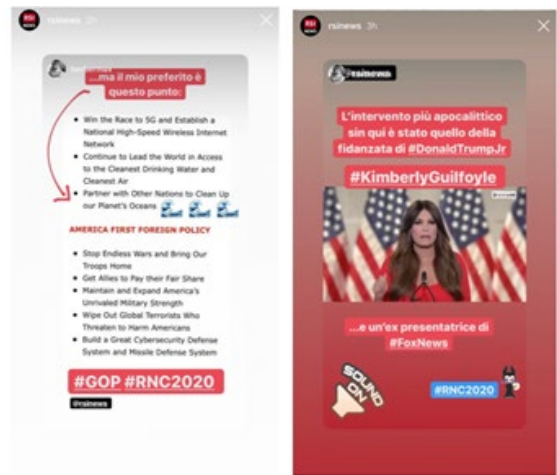 RSI NEWS
rsinews 2h
...ma il mio preferito è
questo punto:
• Win the Race to 5G and Establish a
National High-Speed Wireless Internet
Network
• Continue to Lead the World in Access
to the Cleanest Drinking Water and
Cleanest Air
• Partner with Other Nations to Clean Up
our Planet's Oceans
AMERICA FIRST FOREIGN POLICY
• Stop Endless Wars and Bring Our
Troops Home
• Get Allies to Pay their Fair Share
• Maintain and Expand America's
Unrivaled Military Strength
• Wipe Out Global Terrorists Who
Threaten to Harm Americans
• Build a Great Cybersecurity Defense
System and Missile Defense System
#GOP #RNC2020
@rsinews
RSI NEWS
rsinews 3h
@rsinews
L'intervento più apocalittico
sin qui è stato quello della
fidanzata di #DonaldTrumpJr
#KimberlyGuilfoyle
...e un'ex presentatrice di
#FoxNews
SOUND
ON
#RNC2020